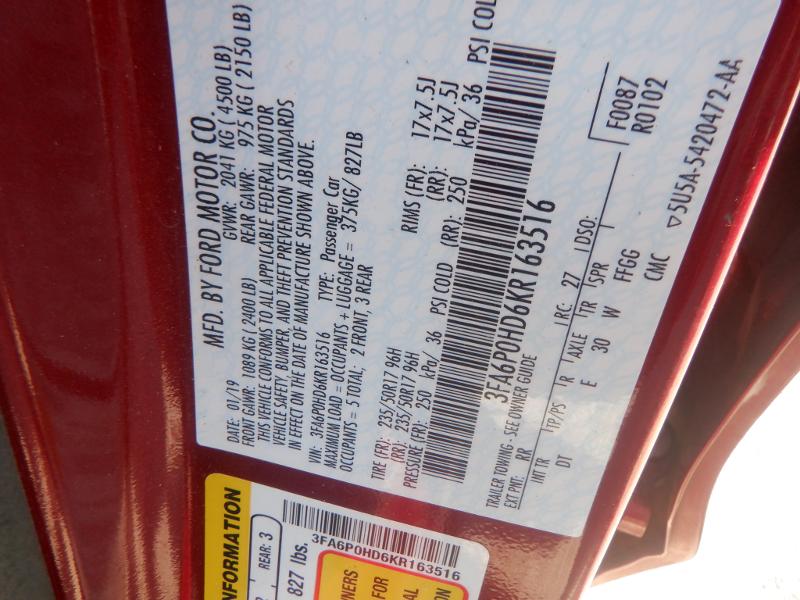 MFD. BY FORD MOTOR CO.
DATE: 01/19 GVWR: 2041 KG ( 4500 LB)
FRONT GAWR: 1089 KG ( 2400 LB) REAR GAWR: 975 KG ( 2150 LB)
THIS VEHICLE CONFORMS TO ALL APPLICABLE FEDERAL MOTOR
VEHICLE SAFETY, BUMPER, AND THEFT PREVENTION STANDARDS
IN EFFECT ON THE DATE OF MANUFACTURE SHOWN ABOVE.
VIN: 3FA6P0HD6KR163516 TYPE: Passenger Car
MAXIMUM LOAD = OCCUPANTS + LUGGAGE = 375KG/ 827LB
OCCUPANTS = 5 TOTAL; 2 FRONT, 3 REAR
TIRE (FR): 235/50R17 96H RIMS (FR): 17x7.5J
(RR): 235/50R17 96H (RR): 17x7.5J
PRESSURE (FR): 250 kPa/ 36 PSI COLD (RR): 250 kPa/ 36 PSI COL
3FA6P0HD6KR163516
TRAILER TOWING - SEE OWNER GUIDE
EXT PNT: RR RC: 27 DSO: F0087
R0102
INT TR TP/PS R AXLE TR SPR
DT E 30 W FFGG
CMC 5U5A-5420472-AA
NFORMATION
REAR: 3
827 lbs.
3FA6P0HD6KR163516
WNERS
FOR